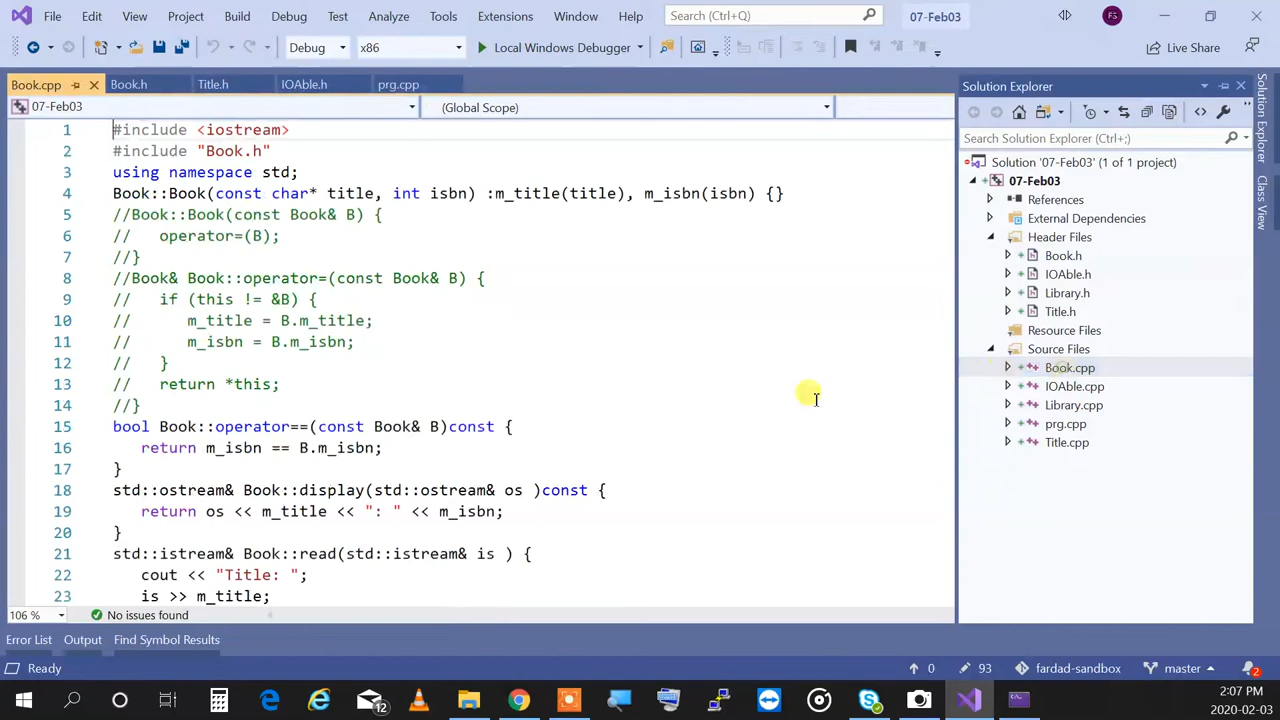 File Edit View Project Build Debug Test Analyze Tools Extensions Window Help Search (Ctrl+Q) 07-Feb03 FS
Debug x86 Local Windows Debugger Live Share
Book.cpp Book.h Title.h IOAble.h prg.cpp
07-Feb03 (Global Scope)
1 #include <iostream>
2 #include "Book.h"
3 using namespace std;
4 Book::Book(const char* title, int isbn) :m_title(title), m_isbn(isbn) {}
5 //Book::Book(const Book& B) {
6 // operator=(B);
7 //}
8 //Book& Book::operator=(const Book& B) {
9 // if (this != &B) {
10 // m_title = B.m_title;
11 // m_isbn = B.m_isbn;
12 // }
13 // return *this;
14 //}
15 bool Book::operator==(const Book& B)const {
16 return m_isbn == B.m_isbn;
17 }
18 std::ostream& Book::display(std::ostream& os )const {
19 return os << m_title << ": " << m_isbn;
20 }
21 std::istream& Book::read(std::istream& is ) {
22 cout << "Title: ";
23 is >> m_title;
106 % No issues found
Solution Explorer
Search Solution Explorer (Ctrl+;)
Solution '07-Feb03' (1 of 1 project)
07-Feb03
References
External Dependencies
Header Files
Book.h
IOAble.h
Library.h
Title.h
Resource Files
Source Files
Book.cpp
IOAble.cpp
Library.cpp
prg.cpp
Title.cpp
Solution Explorer
Class View
Error List Output Find Symbol Results
Ready 0 93 fardad-sandbox master 2
12
2:07 PM
2020-02-03